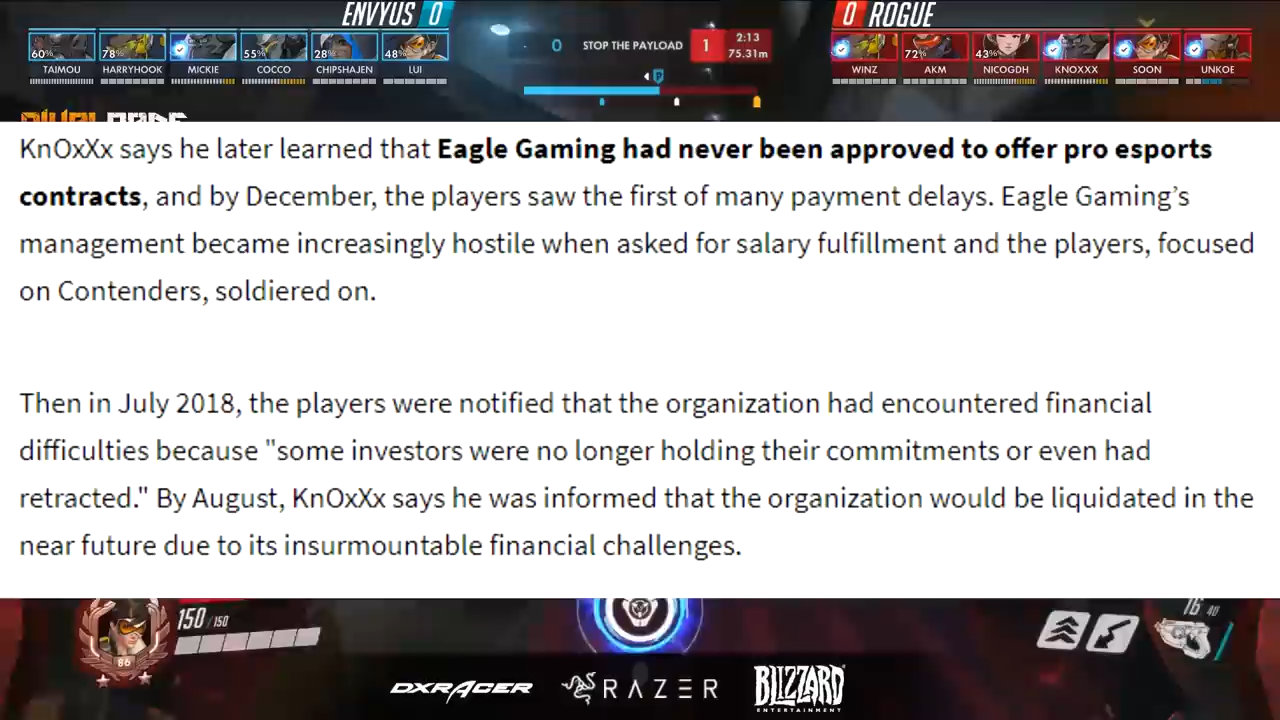 ENVYUS 0
0 ROGUE
0 STOP THE PAYLOAD 1 2:13
75.31m
60% 78% 55% 28% 48%
72% 43%
TAIMOU HARRYHOOK MICKIE COCCO CHIPSHAJEN LUI
WINZ AKM NICOGDH KNOXXX SOON UNKOE
KnOxXx says he later learned that Eagle Gaming had never been approved to offer pro esports
contracts, and by December, the players saw the first of many payment delays. Eagle Gaming’s
management became increasingly hostile when asked for salary fulfillment and the players, focused
on Contenders, soldiered on.
Then in July 2018, the players were notified that the organization had encountered financial
difficulties because "some investors were no longer holding their commitments or even had
retracted." By August, KnOxXx says he was informed that the organization would be liquidated in the
near future due to its insurmountable financial challenges.
150 / 150
16 40
86
DXRACER RAZER BLIZZARD
ENTERTAINMENT